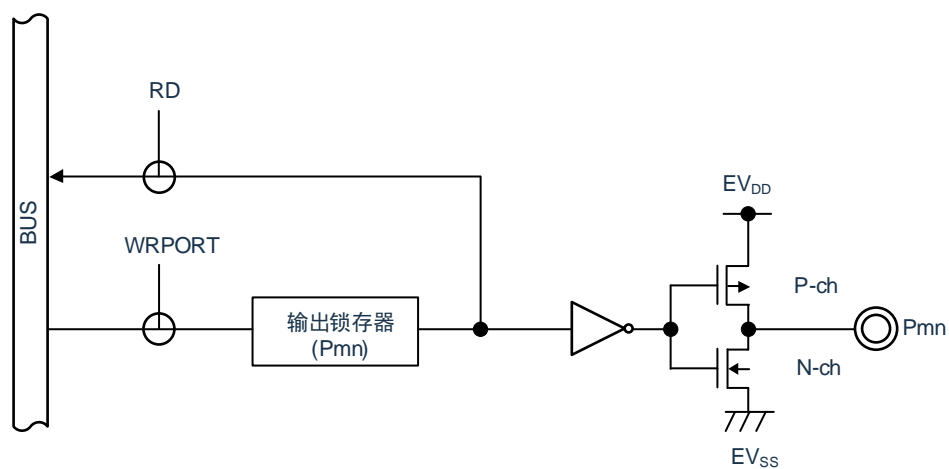 RD
EVDD
BUS
WRPORT
P-ch
输出锁存器
(Pmn)
Pmn
N-ch
EVSS